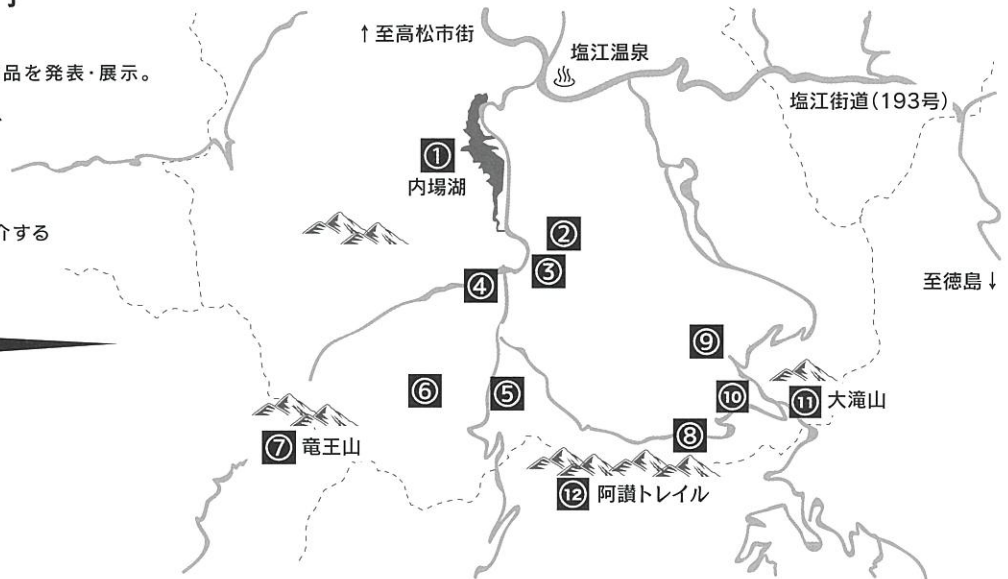 ↑至高松市街
塩江温泉
品を発表・展示。
塩江街道(193号)
①
内場湖
②
介する
③
④
至徳島↓
⑨
⑥
⑤
⑩
⑪ 大滝山
⑧
⑦ 竜王山
⑫ 阿讃トレイル